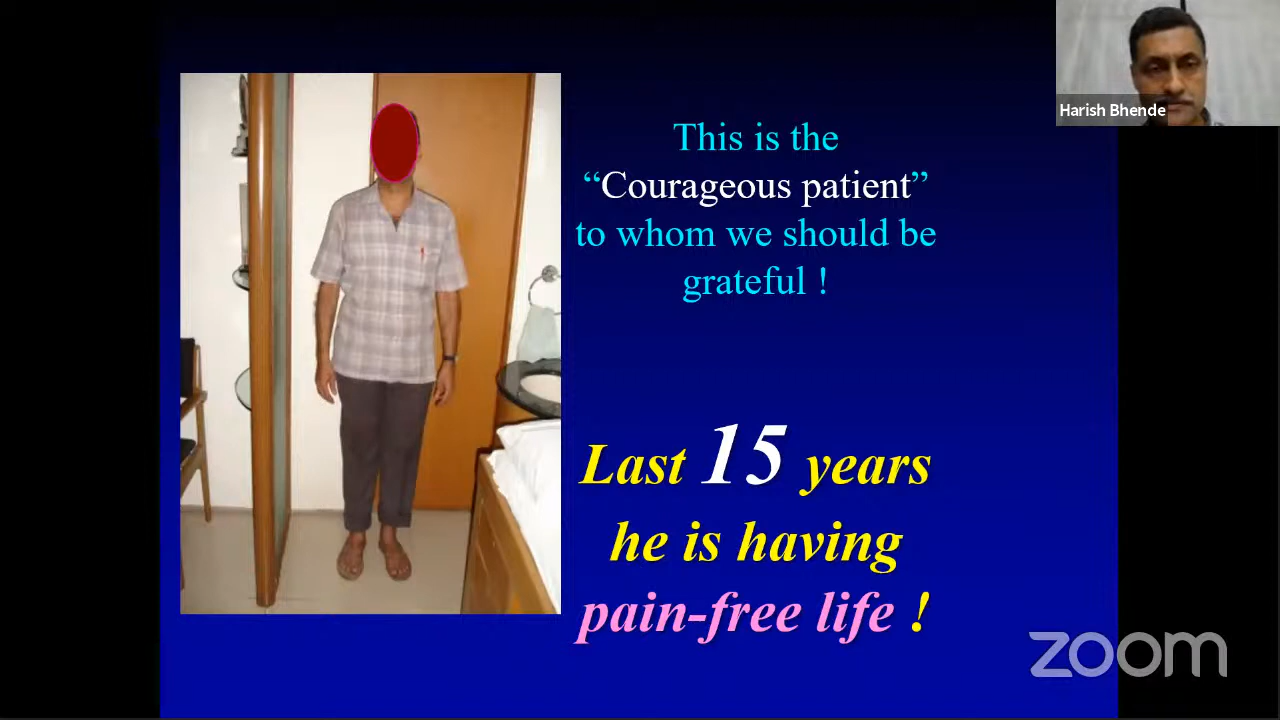 Harish Bhende
This is the
“Courageous patient”
to whom we should be
grateful !
Last 15 years
he is having
pain-free life !
zoom